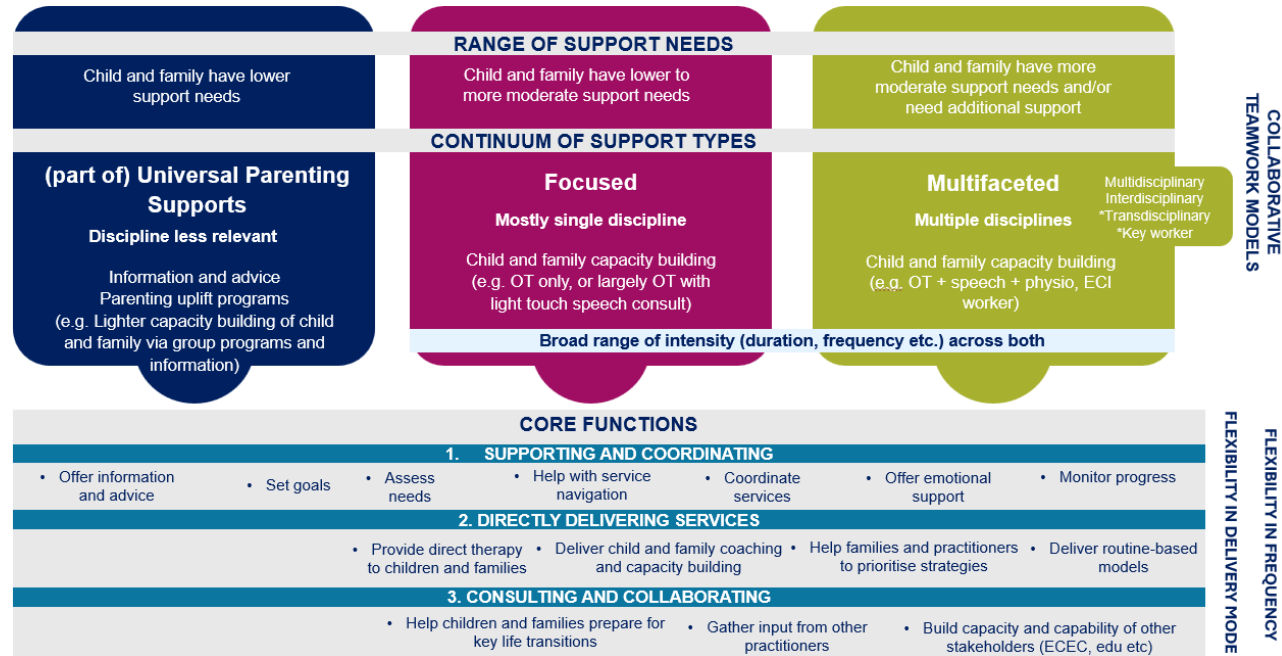 RANGE OF SUPPORT NEEDS
Child and family have lower
support needs
Child and family have lower to
more moderate support needs
Child and family have more
moderate support needs and/or
need additional support
CONTINUUM OF SUPPORT TYPES
(part of) Universal Parenting
Supports
Discipline less relevant
Information and advice
Parenting uplift programs
(e.g. Lighter capacity building of child
and family via group programs and
information)
Focused
Mostly single discipline
Child and family capacity building
(e.g. OT only, or largely OT with
light touch speech consult)
Multifaceted
Multiple disciplines
Child and family capacity building
(e.g. OT + speech + physio, ECI
worker)
Multidisciplinary
Interdisciplinary
*Transdisciplinary
*Key worker
Broad range of intensity (duration, frequency etc.) across both
COLLABORATIVE
TEAMWORK MODELS
CORE FUNCTIONS
1. SUPPORTING AND COORDINATING
• Offer information
and advice
• Set goals
• Assess
needs
• Help with service
navigation
• Coordinate
services
• Offer emotional
support
• Monitor progress
2. DIRECTLY DELIVERING SERVICES
• Provide direct therapy
to children and families
• Deliver child and family coaching
and capacity building
• Help families and practitioners
to prioritise strategies
• Deliver routine-based
models
3. CONSULTING AND COLLABORATING
• Help children and families prepare for
key life transitions
• Gather input from other
practitioners
• Build capacity and capability of other
stakeholders (ECEC, edu etc)
FLEXIBILITY IN DELIVERY MODE
FLEXIBILITY IN FREQUENCY